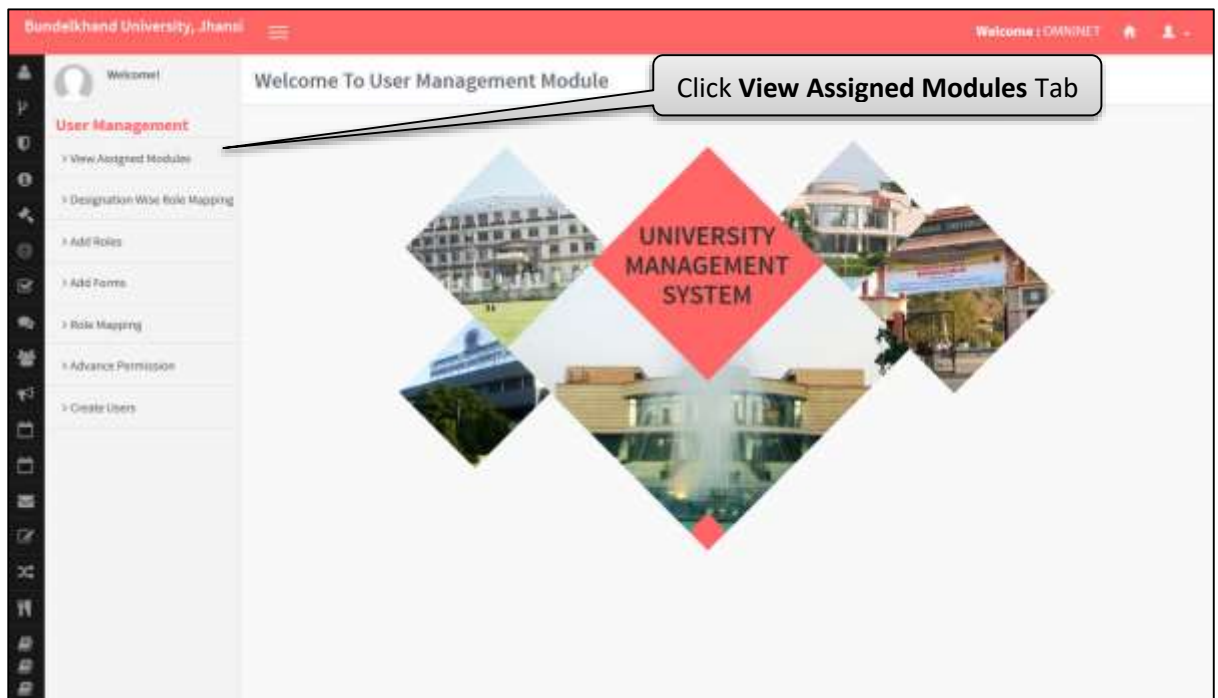 Bundelkhand University, Jhansi
Welcome : OMNINET
Welcome!
Welcome To User Management Module
Click View Assigned Modules Tab
User Management
> View Assigned Modules
> Designation Wise Role Mapping
> Add Roles
> Add Forms
> Role Mapping
> Advance Permission
> Create Users
UNIVERSITY
MANAGEMENT
SYSTEM